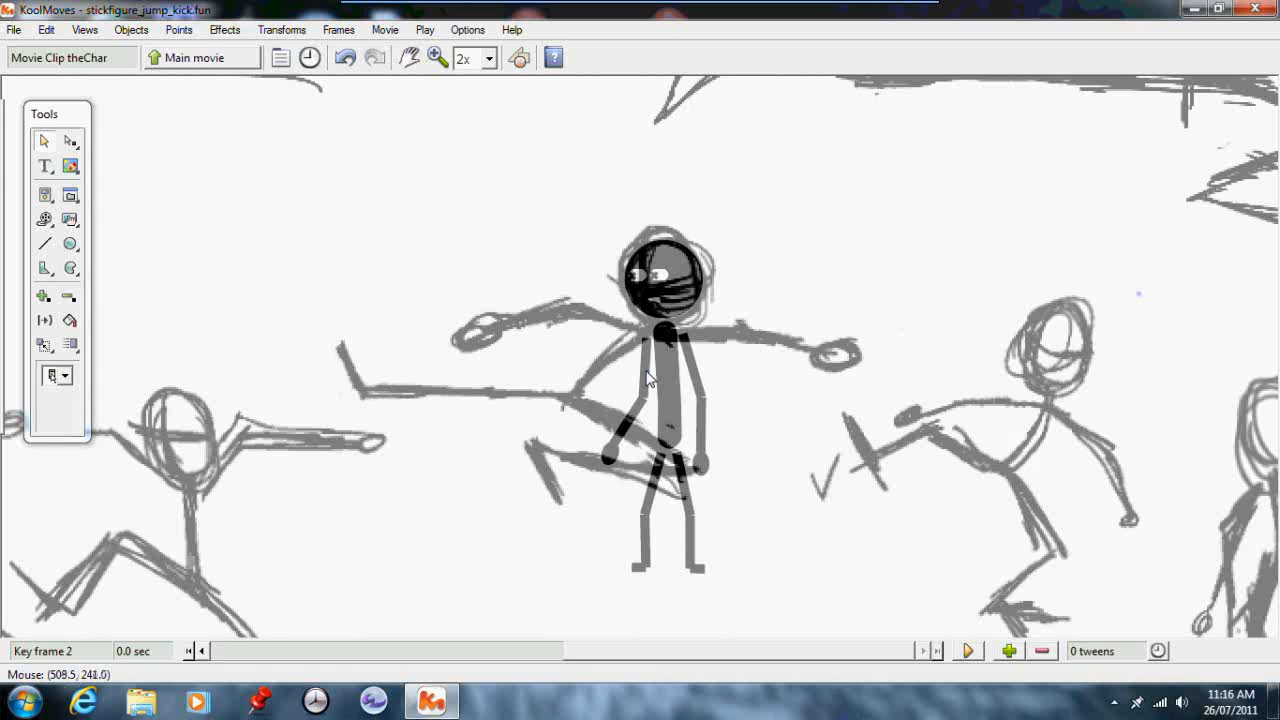 KoolMoves - stickfigure_jump_kick.fun
File Edit Views Objects Points Effects Transforms Frames Movie Play Options Help
Movie Clip theChar Main movie 2x
Tools
T
Key frame 2 0.0 sec 0 tweens
Mouse: (508.5, 241.0)
11:16 AM
26/07/2011